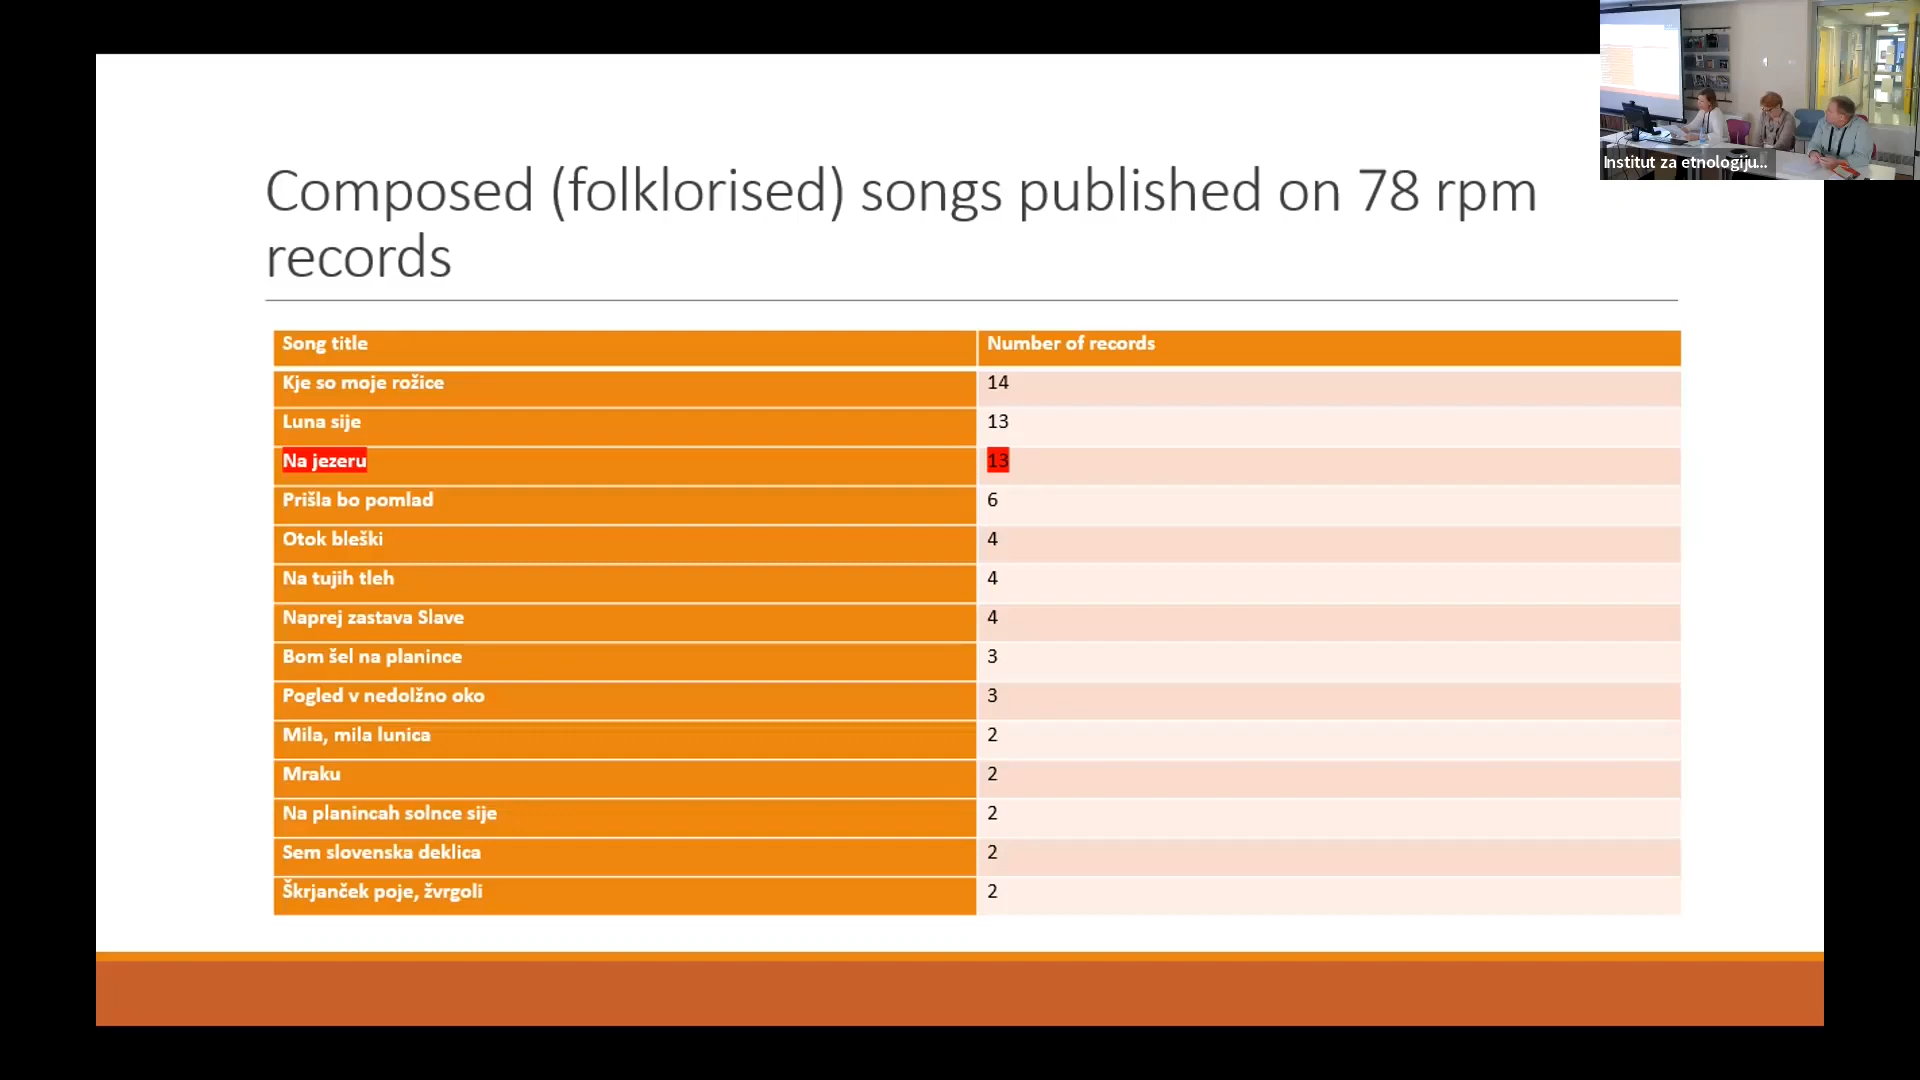 Composed (folklorised) songs published on 78 rpm
records
Song title Number of records
Kje so moje rožice 14
Luna sije 13
Na jezeru 13
Prišla bo pomlad 6
Otok bleški 4
Na tujih tleh 4
Naprej zastava Slave 4
Bom šel na planince 3
Pogled v nedolžno oko 3
Mila, mila lunica 2
Mraku 2
Na planincah solnce sije 2
Sem slovenska deklica 2
Škrjanček poje, žvrgoli 2
Institut za etnologiju...